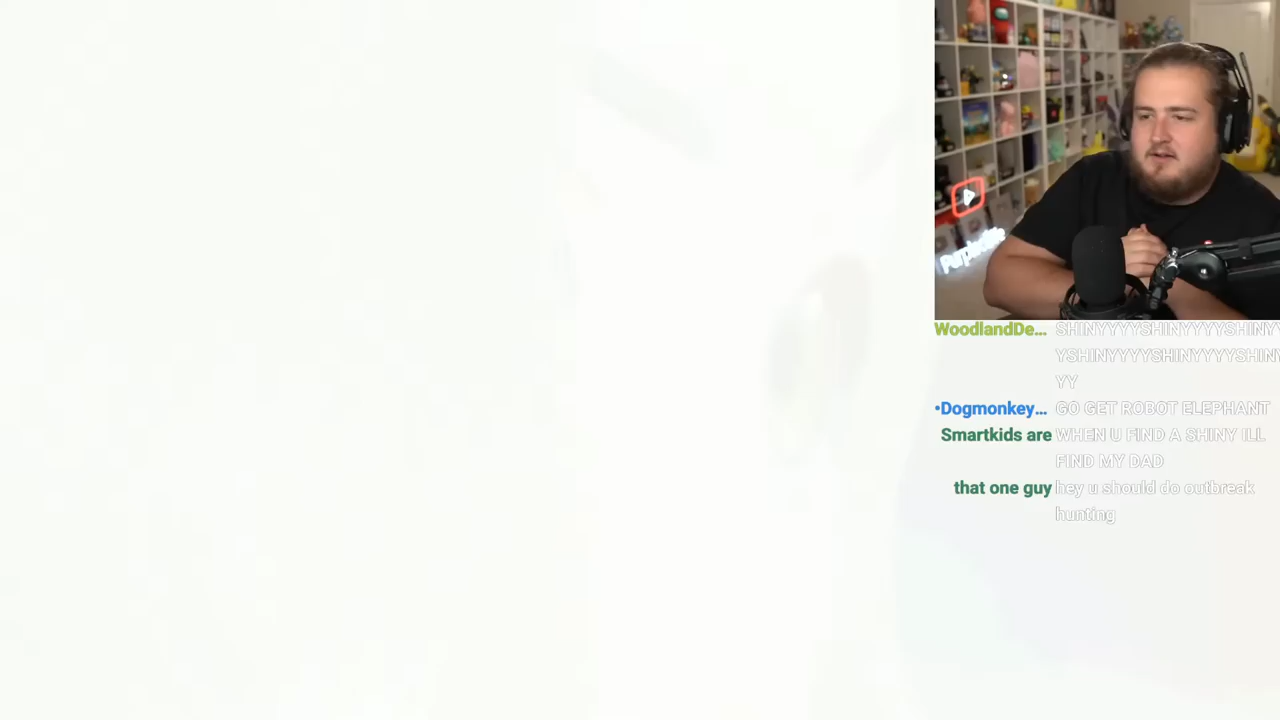 WoodlandDe… SHINYYYYSHINYYYYSHINY
YSHINYYYYSHINYYYYSHIN
YY
•Dogmonkey… GO GET ROBOT ELEPHANT
Smartkids are WHEN U FIND A SHINY ILL
FIND MY DAD
that one guy hey u should do outbreak
hunting